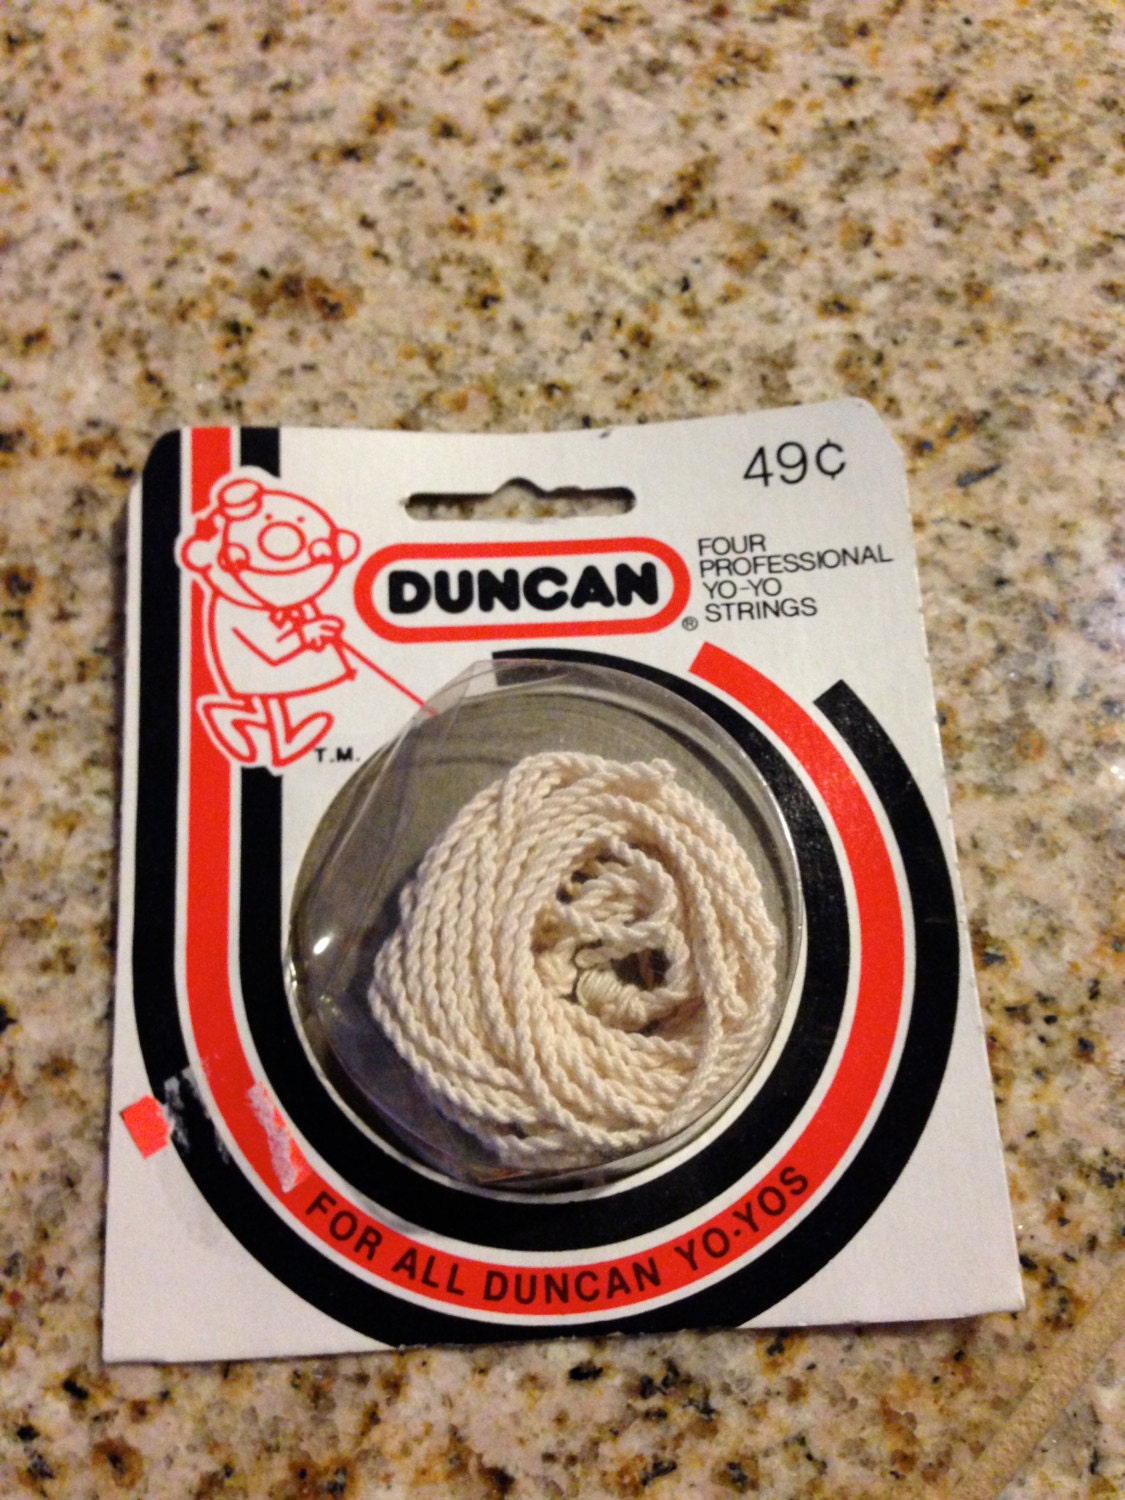 49¢
DUNCAN
®
FOUR
PROFESSIONAL
YO-YO
STRINGS
T.M.
FOR ALL DUNCAN YO-YOS